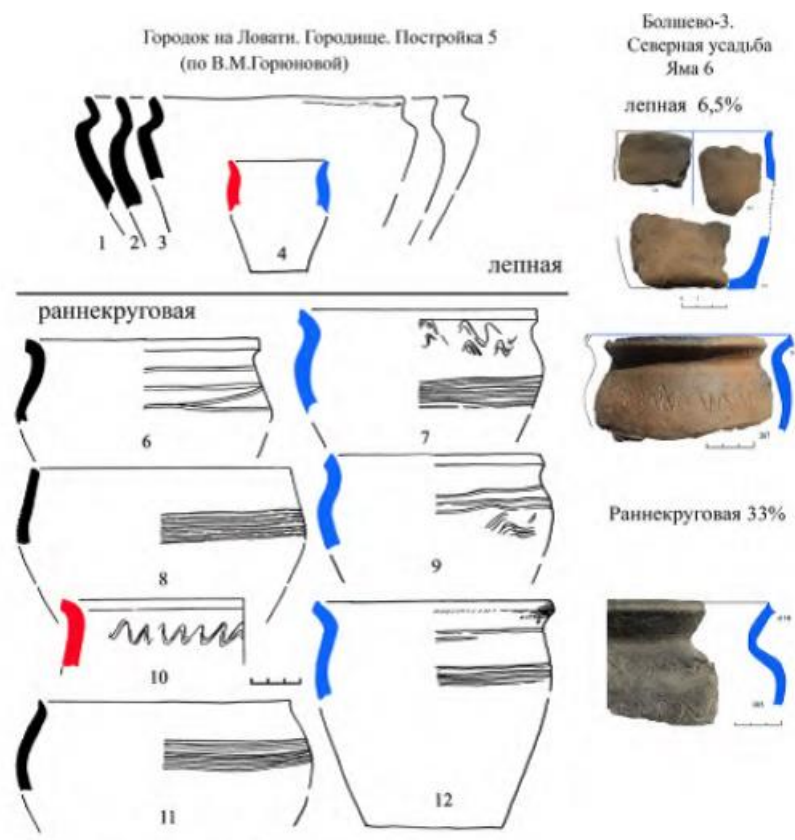 Городок на Ловати. Городище. Постройка 5
(по В.М.Горюновой)
1
2
3
4
лепная
раннекруговая
6
7
8
9
10
11
12
Болшево-3.
Северная усадьба
Яма 6
лепная 6,5%
Раннекруговая 33%